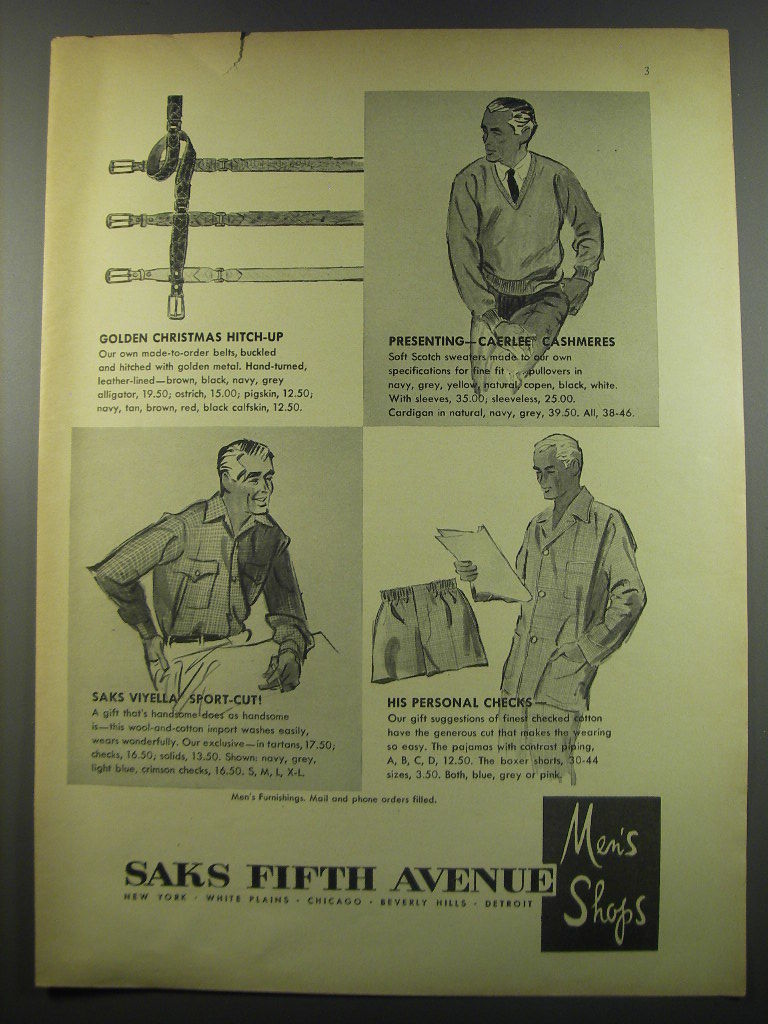 3
GOLDEN CHRISTMAS HITCH-UP
Our own made-to-order belts, buckled
and hitched with golden metal. Hand-turned,
leather-lined—brown, black, navy, grey
alligator, 19.50; ostrich, 15.00; pigskin, 12.50;
navy, tan, brown, red, black calfskin, 12.50.
PRESENTING—CAERLEE* CASHMERES
Soft Scotch sweaters made to our own
specifications for fine fit . . . pullovers in
navy, grey, yellow, natural, copen, black, white.
With sleeves, 35.00; sleeveless, 25.00.
Cardigan in natural, navy, grey, 39.50. All, 38-46.
SAKS VIYELLA* SPORT-CUT!
A gift that's handsome does as handsome
is—this wool-and-cotton import washes easily,
wears wonderfully. Our exclusive—in tartans, 17.50;
checks, 16.50; solids, 13.50. Shown: navy, grey,
light blue, crimson checks, 16.50. S, M, L, X-L.
HIS PERSONAL CHECKS—
Our gift suggestions of finest checked cotton
have the generous cut that makes the wearing
so easy. The pajamas with contrast piping,
A, B, C, D, 12.50. The boxer shorts, 30-44
sizes, 3.50. Both, blue, grey or pink.
Men's Furnishings. Mail and phone orders filled.
SAKS FIFTH AVENUE
NEW YORK · WHITE PLAINS · CHICAGO · BEVERLY HILLS · DETROIT
Men's
Shops